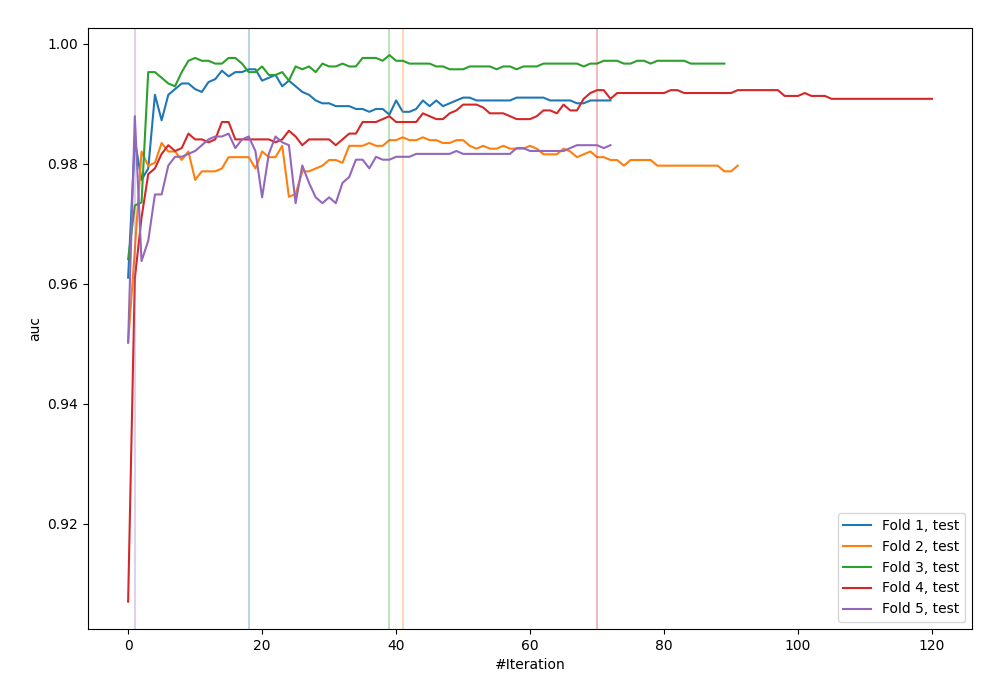 1.00
0.98
0.96
0.94
0.92
auc
0
20
40
60
80
100
120
#Iteration
Fold 1, test
Fold 2, test
Fold 3, test
Fold 4, test
Fold 5, test